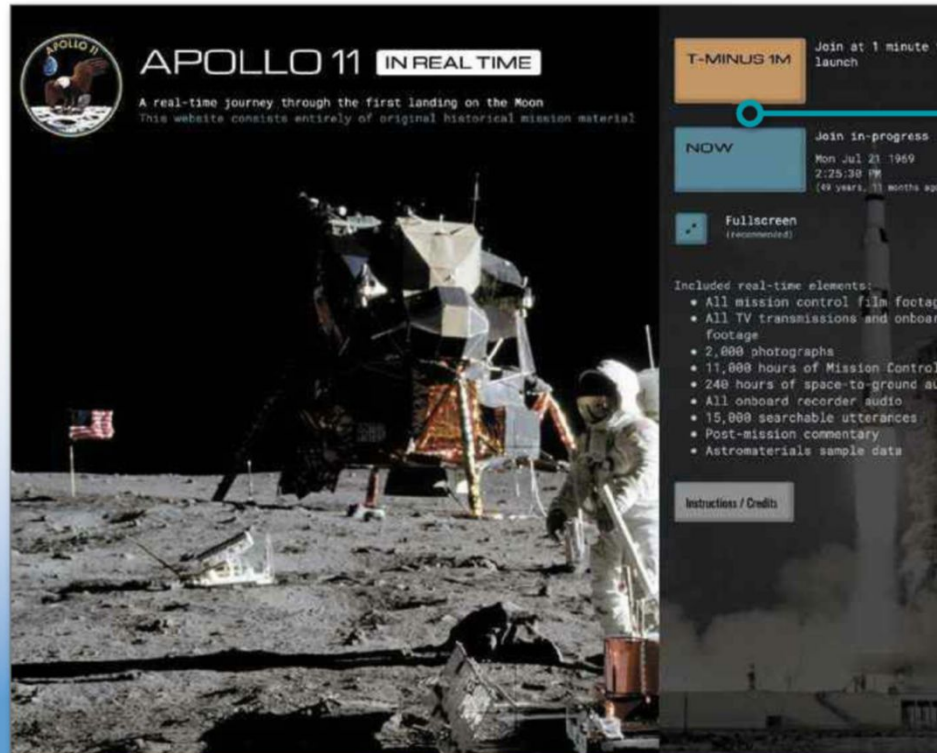 APOLLO 11
APOLLO 11 IN REAL TIME
A real-time journey through the first landing on the Moon
This website consists entirely of original historical mission material
T-MINUS 1M
Join at 1 minute
launch
NOW
Join in-progress
Mon Jul 21 1969
2:25:30 PM
(49 years, 11 months ago
Fullscreen
(recommended)
Included real-time elements:
• All mission control film footag
• All TV transmissions and onboar
footage
• 2,000 photographs
• 11,000 hours of Mission Control
• 240 hours of space-to-ground au
• All onboard recorder audio
• 15,000 searchable utterances
• Post-mission commentary
• Astromaterials sample data
Instructions / Credits